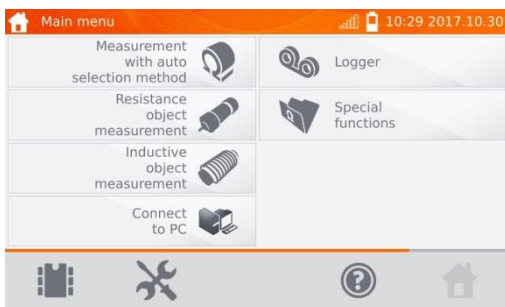 Main menu
10:29 2017.10.30
Measurement
with auto
selection method
Resistance
object
measurement
Inductive
object
measurement
Connect
to PC
Logger
Special
functions